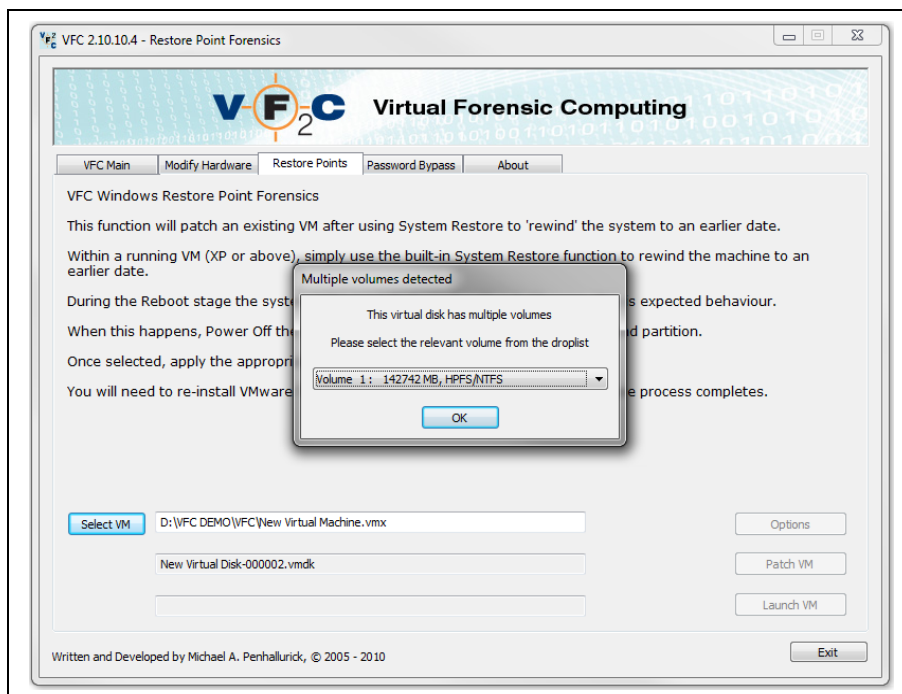 VFC 2.10.10.4 - Restore Point Forensics
VF2C Virtual Forensic Computing
VFC Main Modify Hardware Restore Points Password Bypass About
VFC Windows Restore Point Forensics
This function will patch an existing VM after using System Restore to 'rewind' the system to an earlier date.
Within a running VM (XP or above), simply use the built-in System Restore function to rewind the machine to an
earlier date.
During the Reboot stage the syst
s expected behaviour.
When this happens, Power Off th
d partition.
Once selected, apply the appropri
You will need to re-install VMware
e process completes.
Multiple volumes detected
This virtual disk has multiple volumes
Please select the relevant volume from the droplist
Volume 1 : 142742 MB, HPFS/NTFS
OK
Select VM D:\VFC DEMO\VFC\New Virtual Machine.vmx Options
New Virtual Disk-000002.vmdk Patch VM
Launch VM
Written and Developed by Michael A. Penhallurick, © 2005 - 2010 Exit